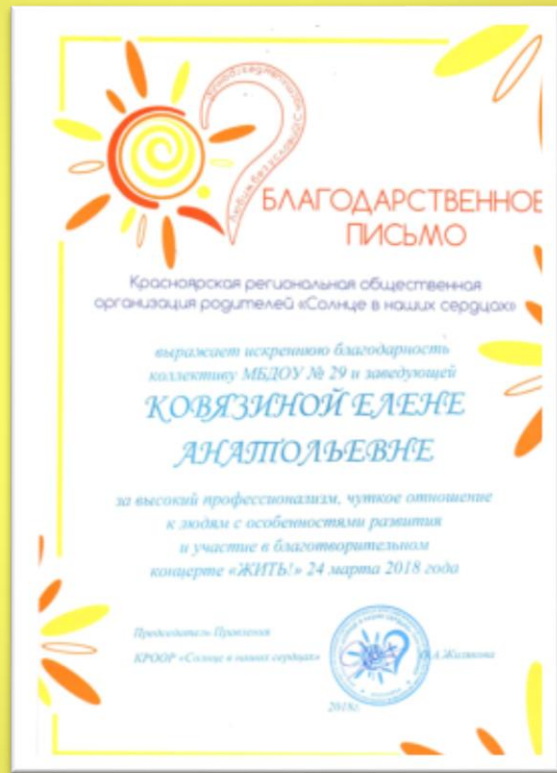 БЛАГОДАРСТВЕННОЕ
ПИСЬМО
Красноярская региональная общественная
организация родителей «Солнце в наших сердцах»
выражает искреннюю благодарность
коллективу МБДОУ № 29 и заведующей
КОВЯЗИНОЙ ЕЛЕНЕ
АНАТОЛЬЕВНЕ
за высокий профессионализм, чуткое отношение
к людям с особенностями развития
и участие в благотворительном
концерте «ЖИТЬ!» 24 марта 2018 года
Председатель Правления
КРООР «Солнце в наших сердцах»
2018г.